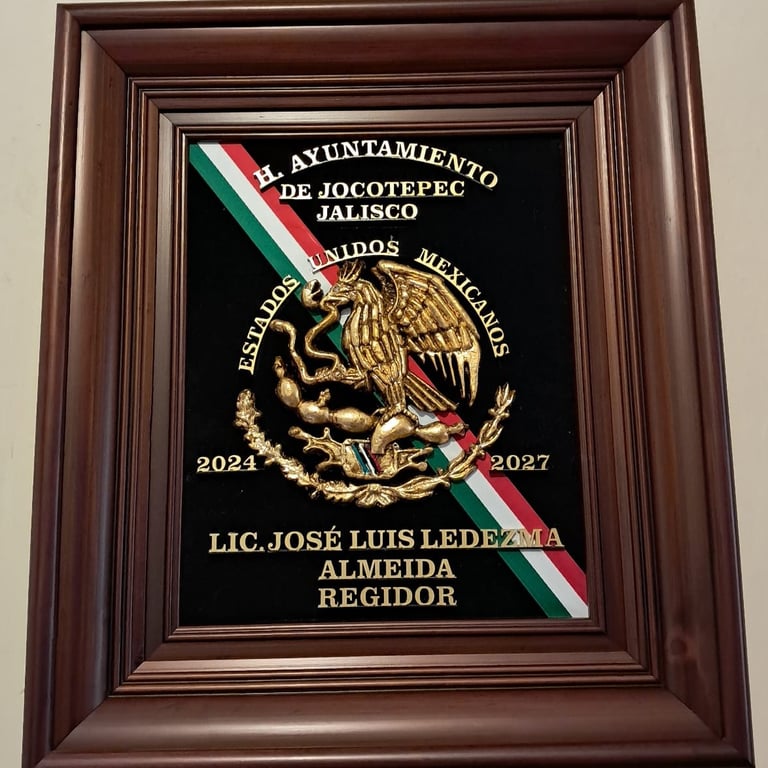 H. AYUNTAMIENTO
DE JOCOTEPEC
JALISCO
ESTADOS UNIDOS MEXICANOS
2024 2027
LIC. JOSÉ LUIS LEDEZMA
ALMEIDA
REGIDOR